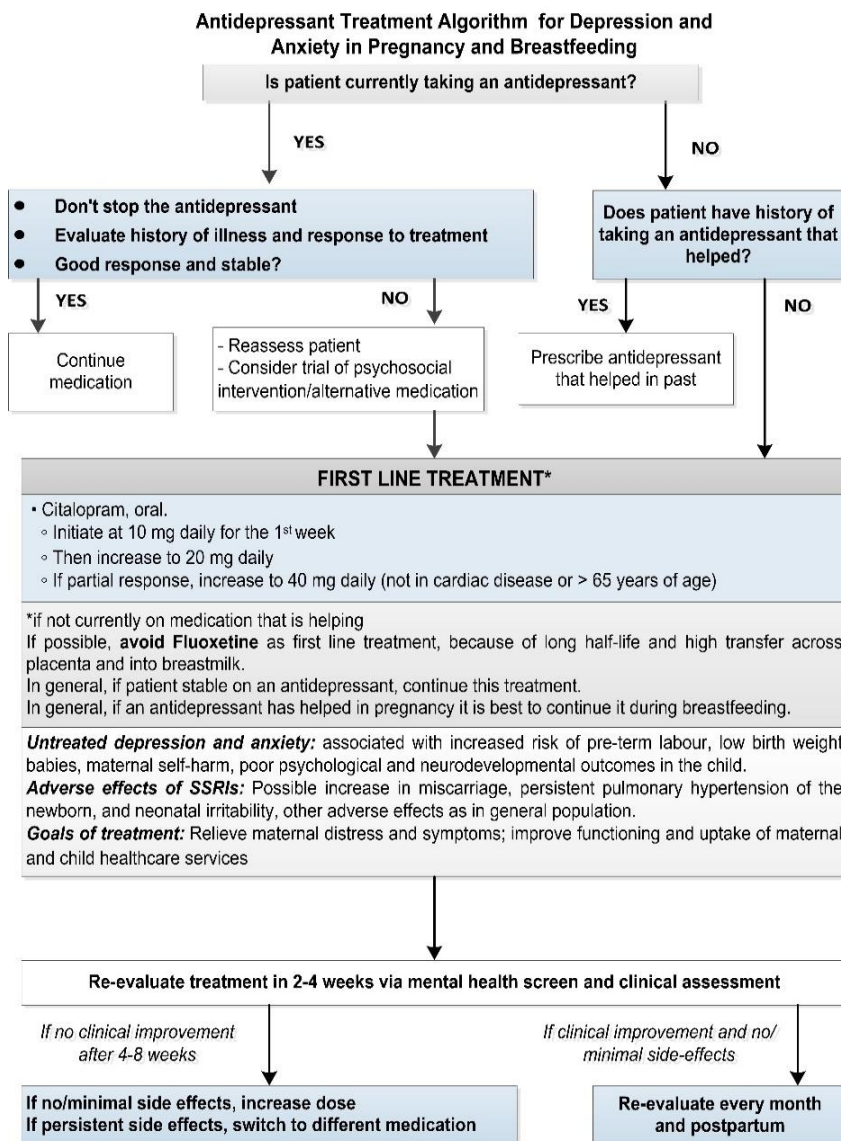 Antidepressant Treatment Algorithm for Depression and
Anxiety in Pregnancy and Breastfeeding
Is patient currently taking an antidepressant?
YES
NO
● Don't stop the antidepressant
● Evaluate history of illness and response to treatment
● Good response and stable?
Does patient have history of
taking an antidepressant that
helped?
YES
NO
YES
NO
Continue
medication
- Reassess patient
- Consider trial of psychosocial
intervention/alternative medication
Prescribe antidepressant
that helped in past
FIRST LINE TREATMENT*
• Citalopram, oral.
◦ Initiate at 10 mg daily for the 1st week
◦ Then increase to 20 mg daily
◦ If partial response, increase to 40 mg daily (not in cardiac disease or > 65 years of age)
*if not currently on medication that is helping
If possible, avoid Fluoxetine as first line treatment, because of long half-life and high transfer across
placenta and into breastmilk.
In general, if patient stable on an antidepressant, continue this treatment.
In general, if an antidepressant has helped in pregnancy it is best to continue it during breastfeeding.
Untreated depression and anxiety: associated with increased risk of pre-term labour, low birth weight
babies, maternal self-harm, poor psychological and neurodevelopmental outcomes in the child.
Adverse effects of SSRIs: Possible increase in miscarriage, persistent pulmonary hypertension of the
newborn, and neonatal irritability, other adverse effects as in general population.
Goals of treatment: Relieve maternal distress and symptoms; improve functioning and uptake of maternal
and child healthcare services
Re-evaluate treatment in 2-4 weeks via mental health screen and clinical assessment
If no clinical improvement
after 4-8 weeks
If clinical improvement and no/
minimal side-effects
If no/minimal side effects, increase dose
If persistent side effects, switch to different medication
Re-evaluate every month
and postpartum